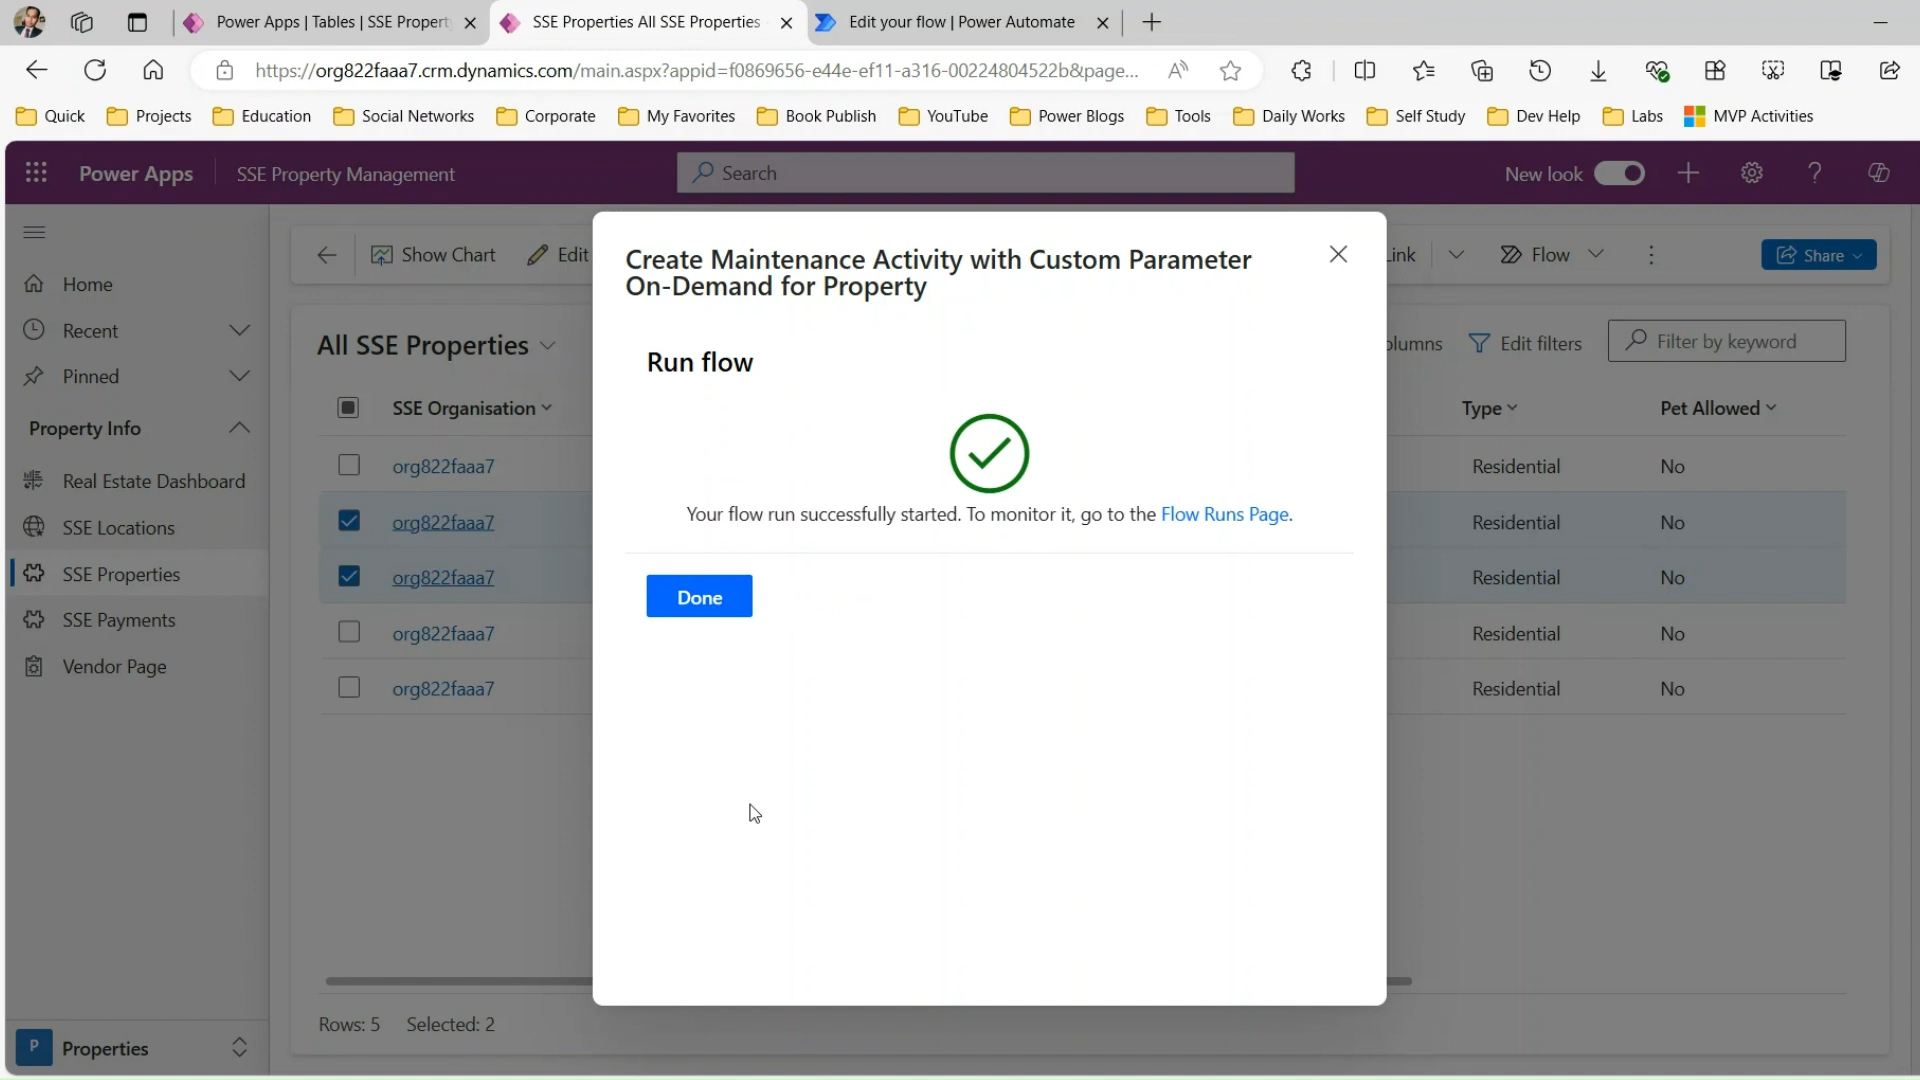 Power Apps | Tables | SSE Propert
SSE Properties All SSE Properties
Edit your flow | Power Automate
https://org822faaa7.crm.dynamics.com/main.aspx?appid=f0869656-e44e-ef11-a316-00224804522b&page...
Quick Projects Education Social Networks Corporate My Favorites Book Publish YouTube Power Blogs Tools Daily Works Self Study Dev Help Labs MVP Activities
Power Apps SSE Property Management Search New look
Show Chart Edit Link Flow Share
Home
Recent
Pinned
Property Info
Real Estate Dashboard
SSE Locations
SSE Properties
SSE Payments
Vendor Page
P Properties
All SSE Properties Edit filters Filter by keyword
SSE Organisation Type Pet Allowed
org822faaa7 Residential No
org822faaa7 Residential No
org822faaa7 Residential No
org822faaa7 Residential No
org822faaa7 Residential No
Rows: 5 Selected: 2
Create Maintenance Activity with Custom Parameter
On-Demand for Property
Run flow
Your flow run successfully started. To monitor it, go to the Flow Runs Page.
Done